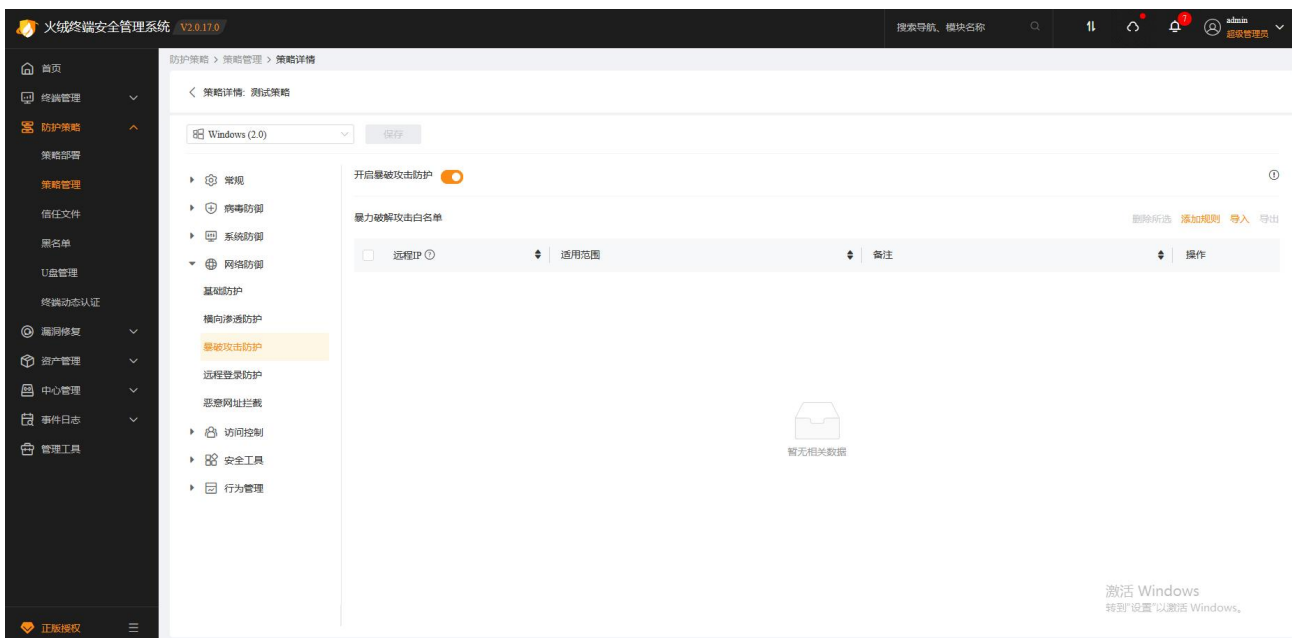 火绒终端安全管理系统 V2.0.17.0
搜索导航、模块名称
7
admin
超级管理员
首页
终端管理
防护策略
策略部署
策略管理
信任文件
黑名单
U盘管理
终端动态认证
漏洞修复
资产管理
中心管理
事件日志
管理工具
正版授权
防护策略 > 策略管理 > 策略详情
策略详情: 测试策略
Windows (2.0)
保存
常规
病毒防御
系统防御
网络防御
基础防护
横向渗透防护
暴破攻击防护
远程登录防护
恶意网址拦截
访问控制
安全工具
行为管理
开启暴破攻击防护
暴力破解攻击白名单
删除所选 添加规则 导入 导出
远程IP 适用范围 备注 操作
暂无相关数据
激活 Windows
转到"设置"以激活 Windows。